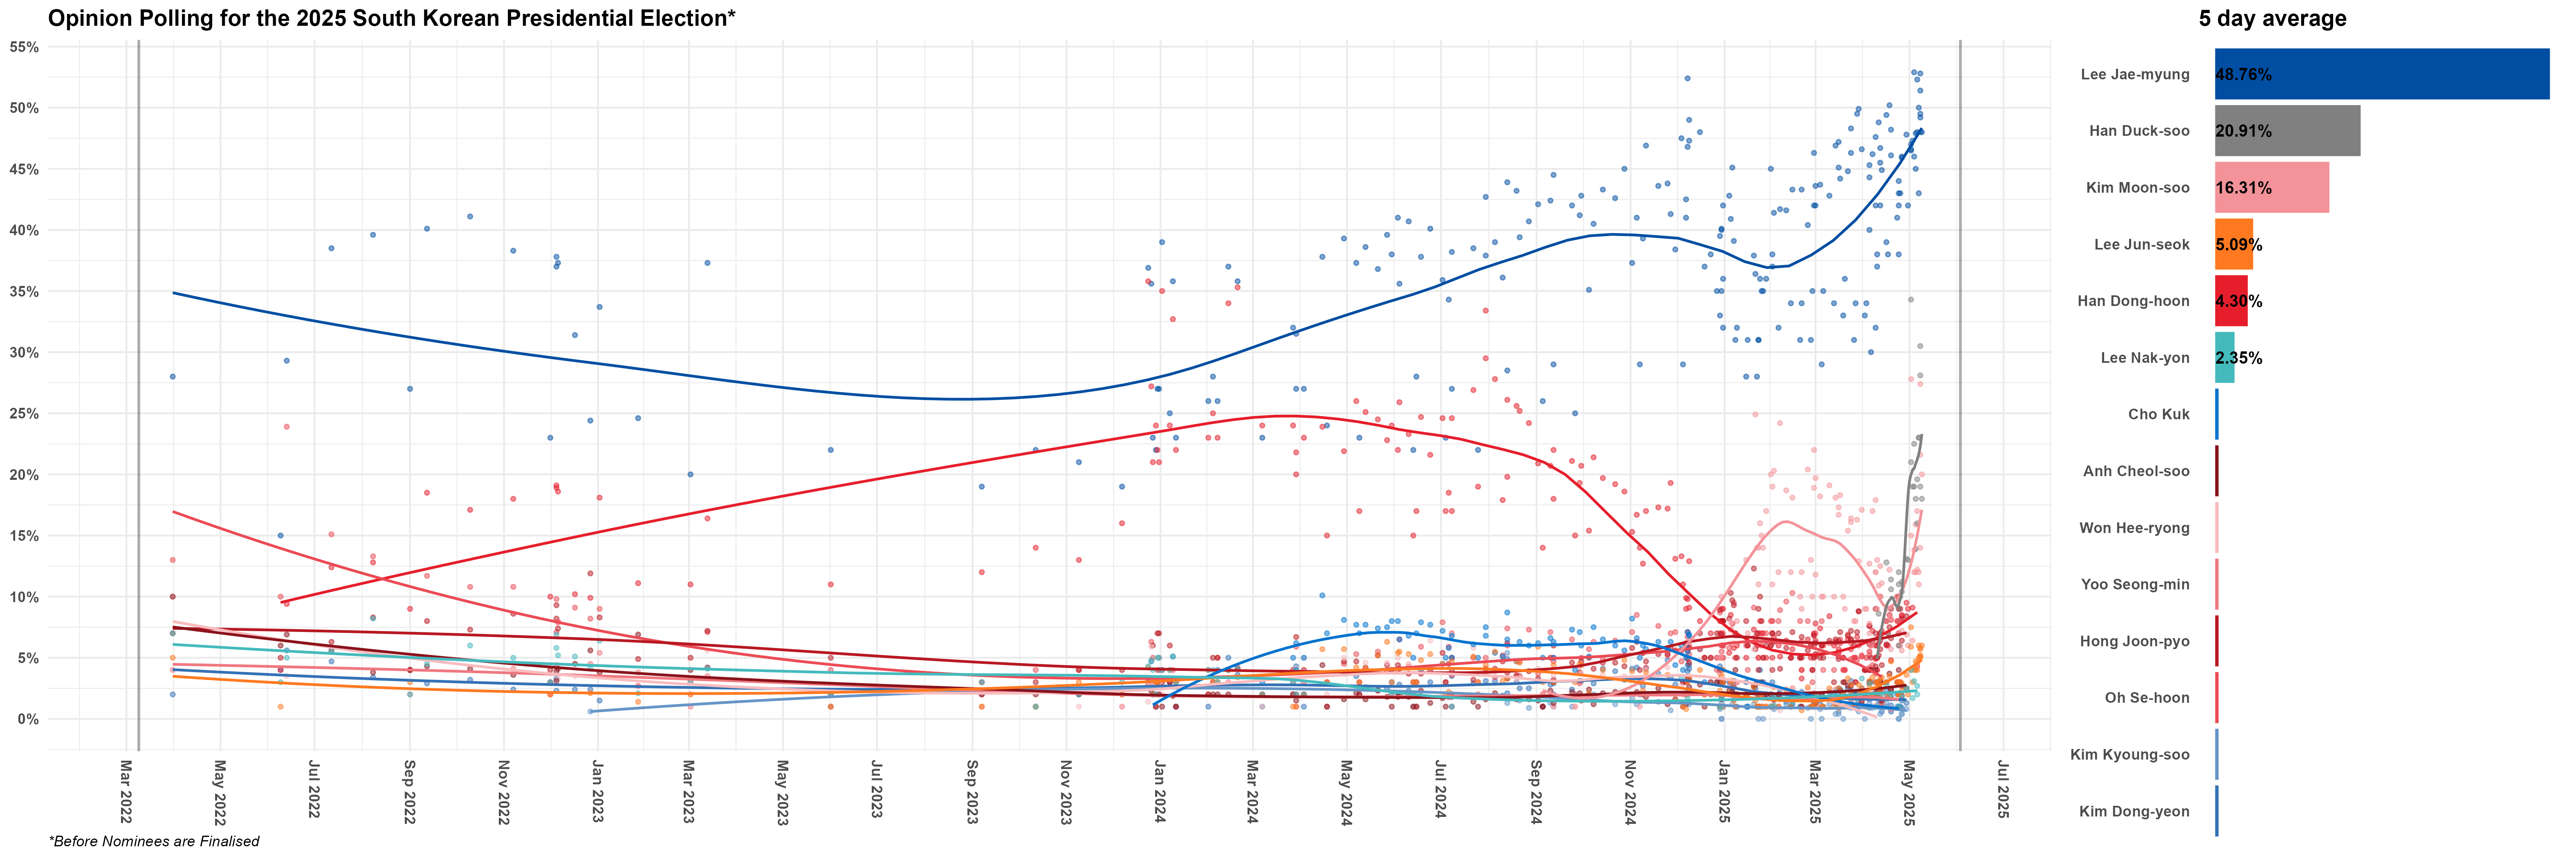 Opinion Polling for the 2025 South Korean Presidential Election*
55%
50%
45%
40%
35%
30%
25%
20%
15%
10%
5%
0%
Mar 2022
May 2022
Jul 2022
Sep 2022
Nov 2022
Jan 2023
Mar 2023
May 2023
Jul 2023
Sep 2023
Nov 2023
Jan 2024
Mar 2024
May 2024
Jul 2024
Sep 2024
Nov 2024
Jan 2025
Mar 2025
May 2025
Jul 2025
*Before Nominees are Finalised
5 day average
Lee Jae-myung 48.76%
Han Duck-soo 20.91%
Kim Moon-soo 16.31%
Lee Jun-seok 5.09%
Han Dong-hoon 4.30%
Lee Nak-yon 2.35%
Cho Kuk
Anh Cheol-soo
Won Hee-ryong
Yoo Seong-min
Hong Joon-pyo
Oh Se-hoon
Kim Kyoung-soo
Kim Dong-yeon